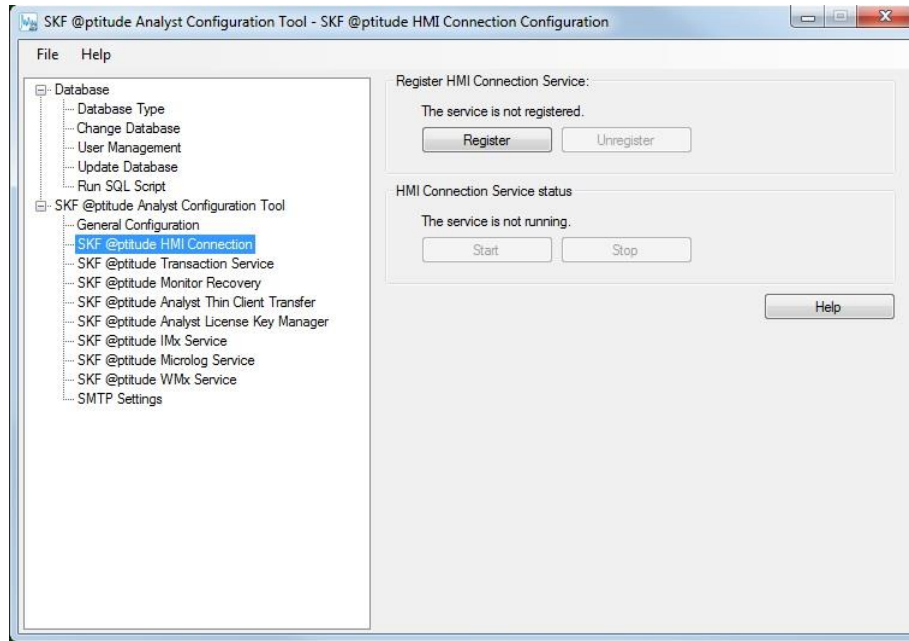 SKF @ptitude Analyst Configuration Tool - SKF @ptitude HMI Connection Configuration
File Help
Database
Database Type
Change Database
User Management
Update Database
Run SQL Script
SKF @ptitude Analyst Configuration Tool
General Configuration
SKF @ptitude HMI Connection
SKF @ptitude Transaction Service
SKF @ptitude Monitor Recovery
SKF @ptitude Analyst Thin Client Transfer
SKF @ptitude Analyst License Key Manager
SKF @ptitude IMx Service
SKF @ptitude Microlog Service
SKF @ptitude WMx Service
SMTP Settings
Register HMI Connection Service:
The service is not registered.
Register Unregister
HMI Connection Service status
The service is not running.
Start Stop
Help